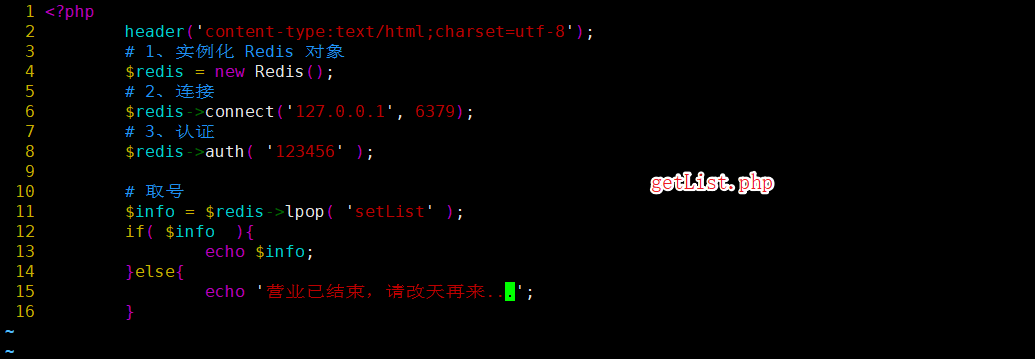 1 <?php
2 header('content-type:text/html;charset=utf-8');
3 # 1、实例化 Redis 对象
4 $redis = new Redis();
5 # 2、连接
6 $redis->connect('127.0.0.1', 6379);
7 # 3、认证
8 $redis->auth( '123456' );
9
10 # 取号
11 $info = $redis->lpop( 'setList' );
12 if( $info  ){
13 echo $info;
14 }else{
15 echo '营业已结束，请改天再来...';
16 }
~
~
getList.php